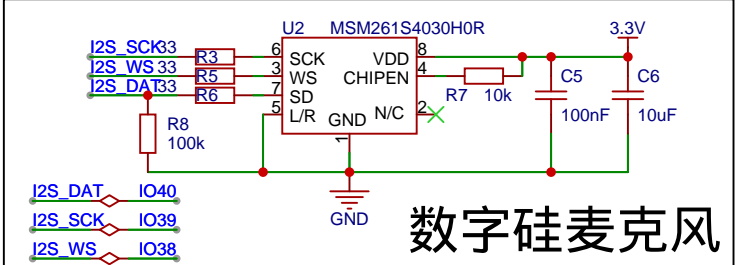 U2 MSM261S4030H0R 3.3V
I2S_SCK 33 R3 6 SCK VDD 8
I2S_WS 33 R5 3 WS CHIPEN 4 C5 C6
I2S_DAT 33 R6 7 SD R7 10k
5 L/R GND N/C 2 100nF 10uF
R8 1
100k
I2S_DAT IO40
I2S_SCK IO39
I2S_WS IO38
GND
数字硅麦克风